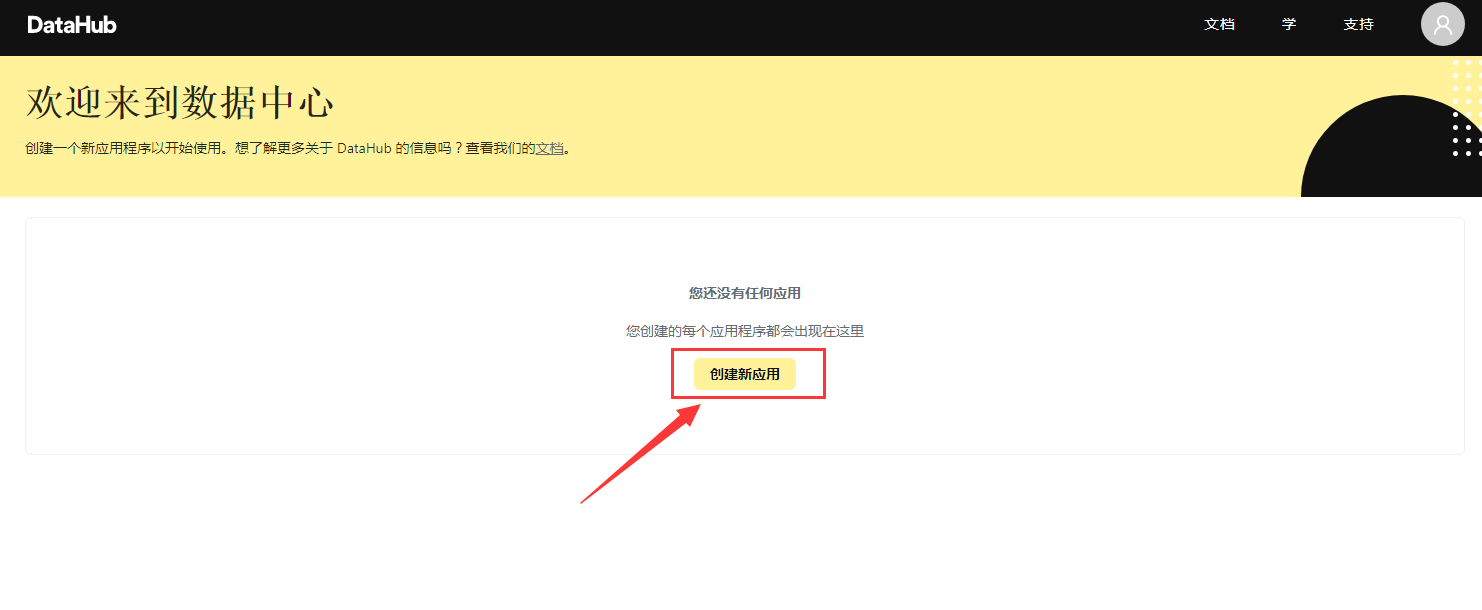 DataHub
文档 学 支持
欢迎来到数据中心
创建一个新应用程序以开始使用。想了解更多关于 DataHub 的信息吗？查看我们的文档。
您还没有任何应用
您创建的每个应用程序都会出现在这里
创建新应用